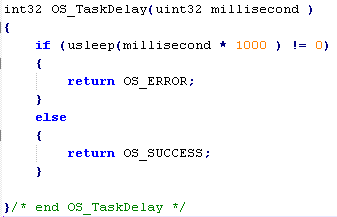 int32 OS_TaskDelay(uint32 millisecond )
{
if (usleep(millisecond * 1000 ) != 0)
{
return OS_ERROR;
}
else
{
return OS_SUCCESS;
}
}/* end OS_TaskDelay */